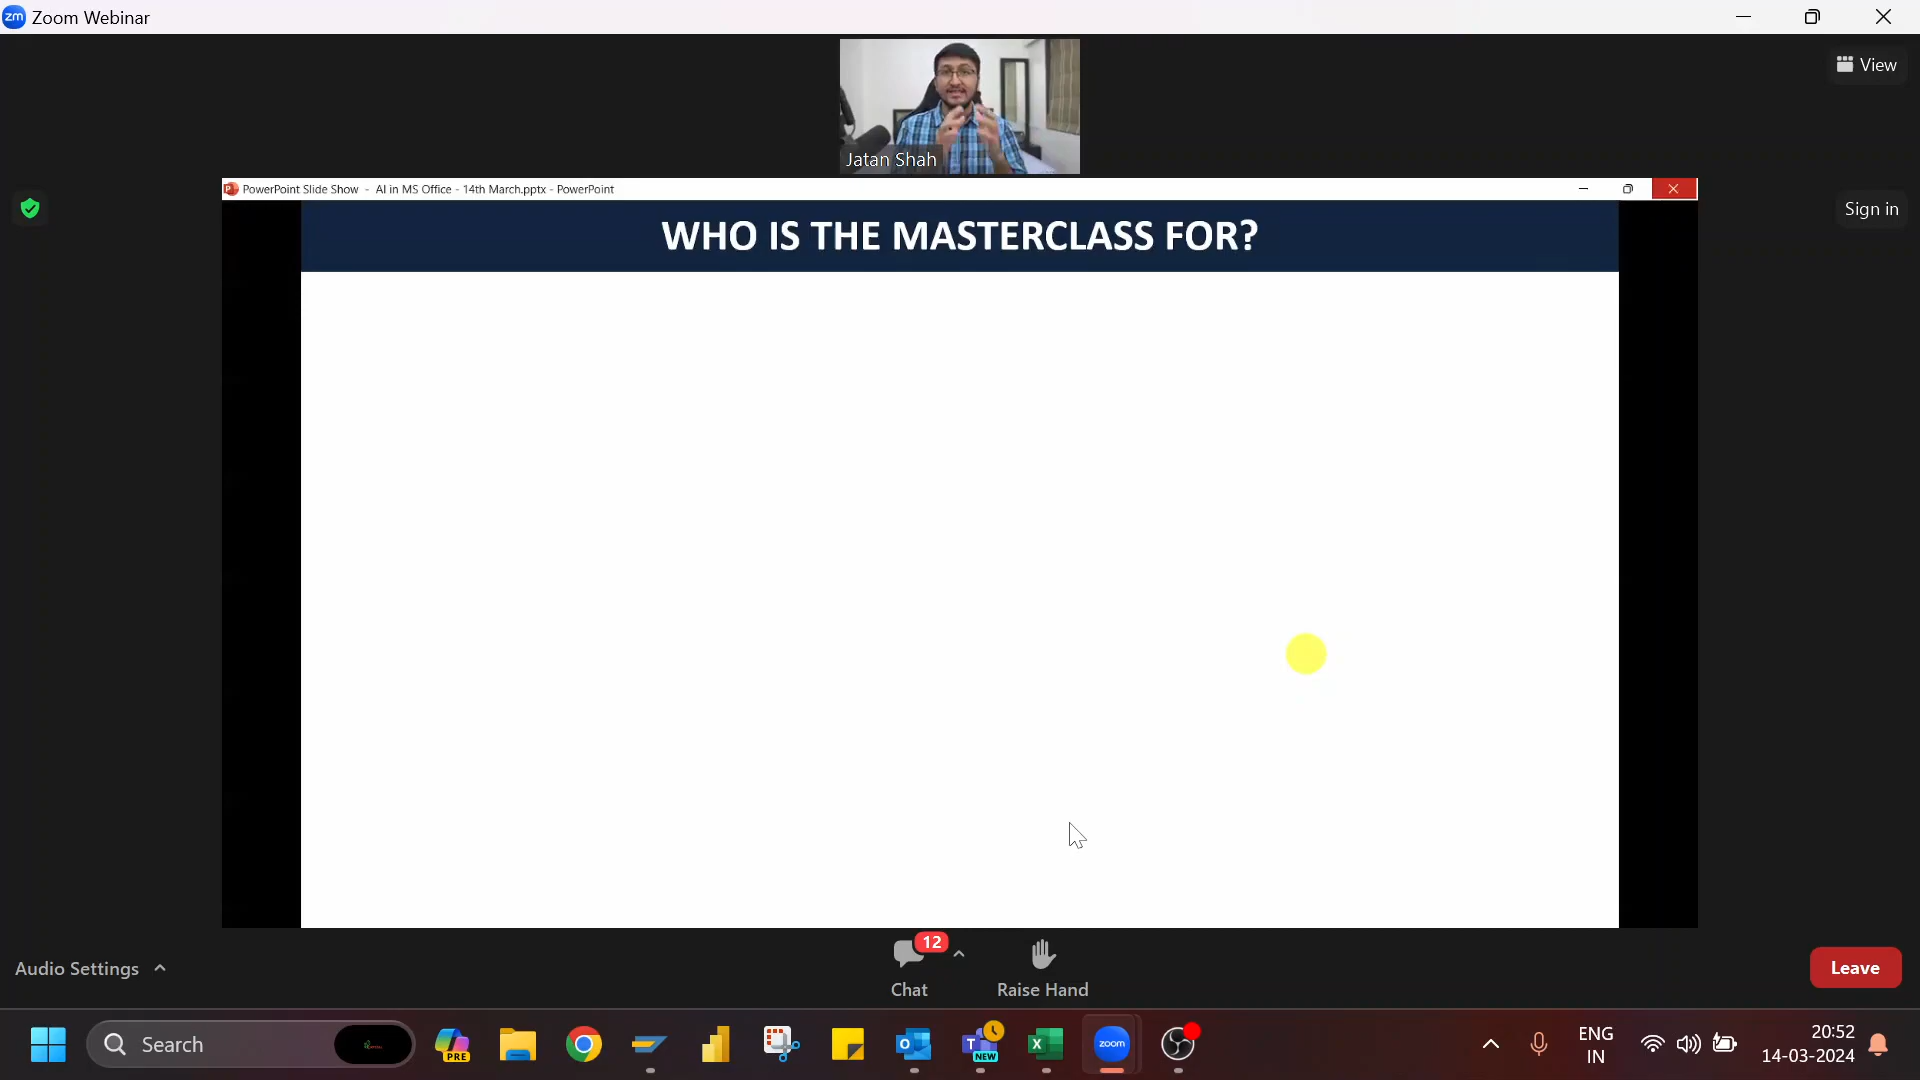 zm Zoom Webinar
View
Jatan Shah
PowerPoint Slide Show - AI in MS Office - 14th March.pptx - PowerPoint
Sign in
WHO IS THE MASTERCLASS FOR?
12
Audio Settings
Chat
Raise Hand
Leave
Search
PRE
NEW
zoom
ENG
IN
20:52
14-03-2024